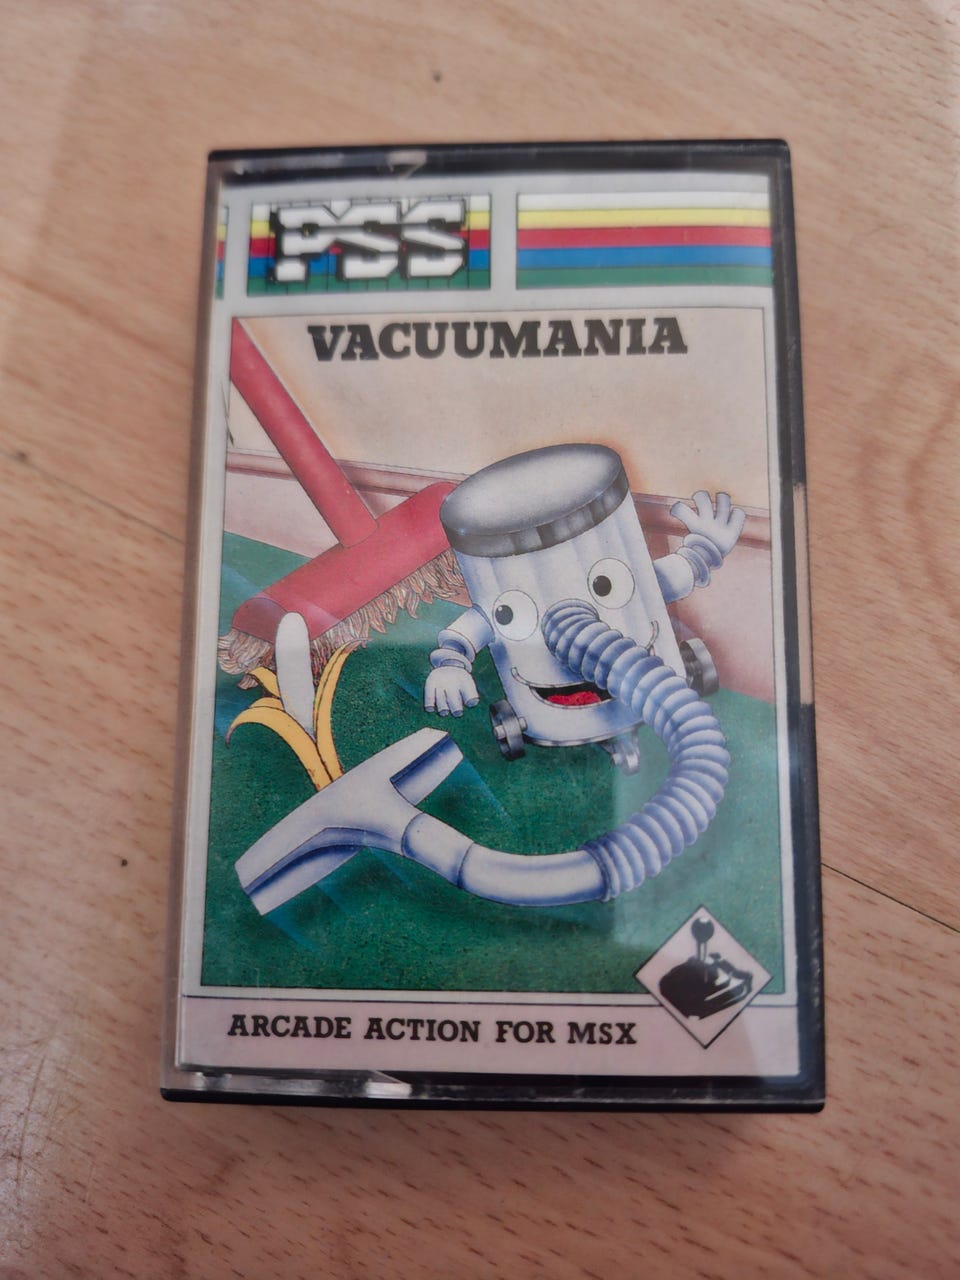 PSS
VACUUMANIA
ARCADE ACTION FOR MSX